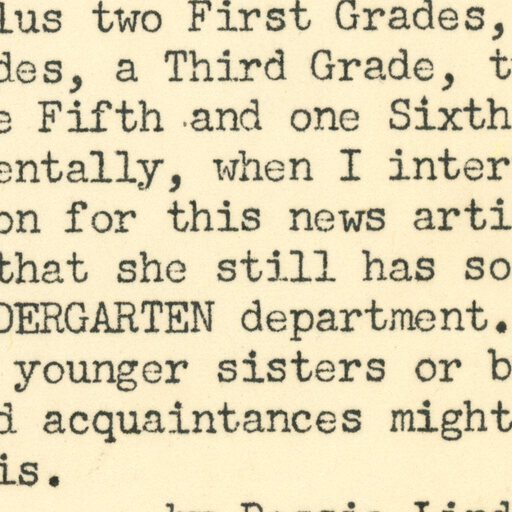 lus two First Grades,
des, a Third Grade, t
e Fifth and one Sixth
entally, when I inter
on for this news arti
that she still has so
DERGARTEN department.
younger sisters or b
d acquaintances might
is.